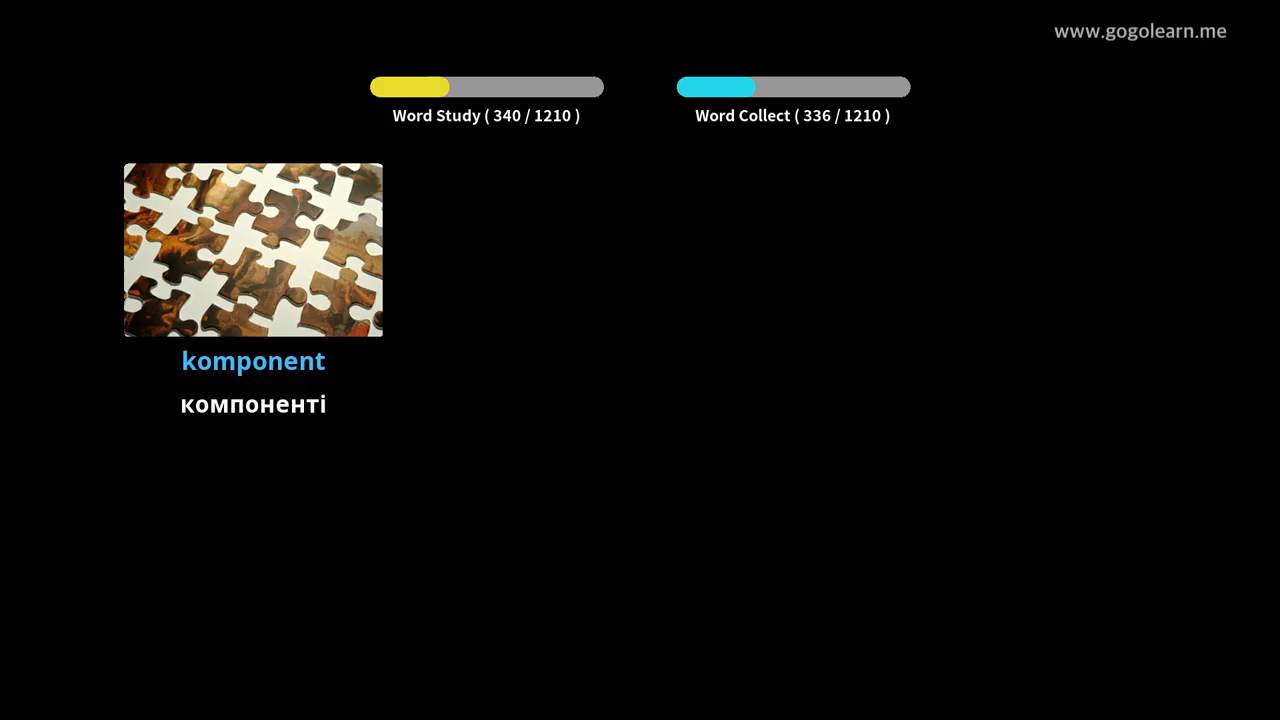 www.gogolearn.me
Word Study ( 340 / 1210 )
Word Collect ( 336 / 1210 )
komponent
компоненті